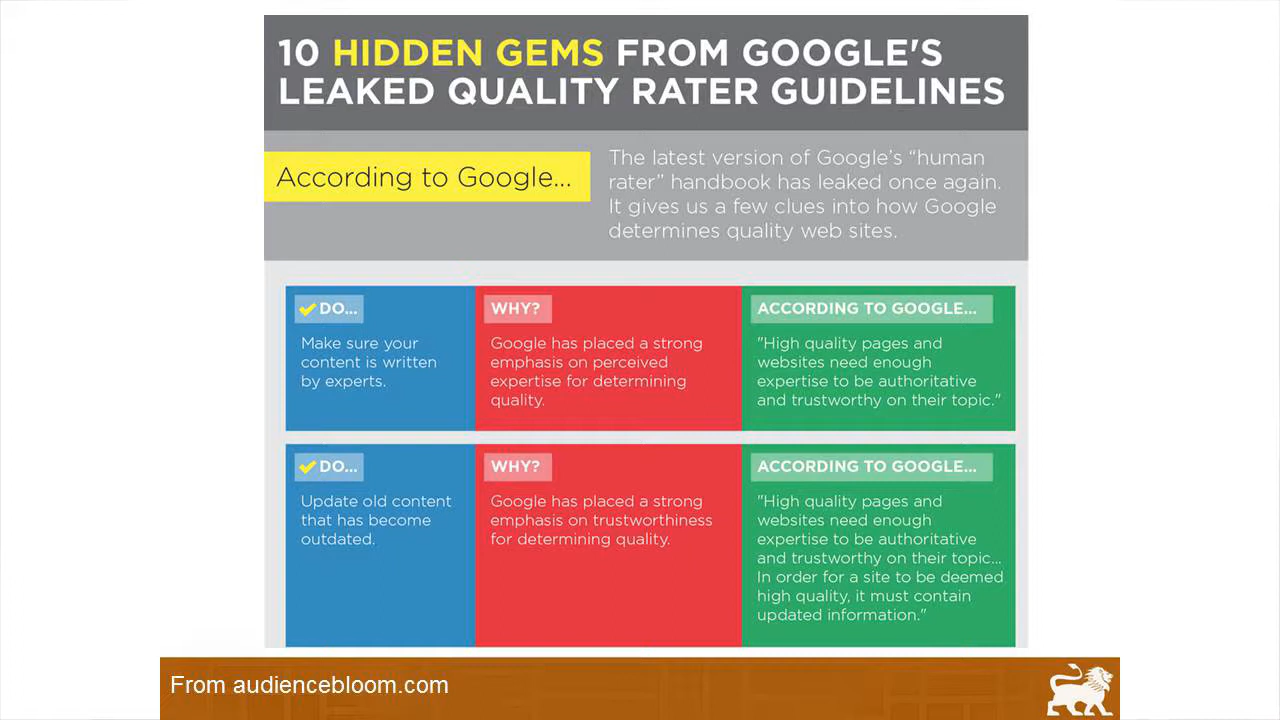 10 HIDDEN GEMS FROM GOOGLE'S
LEAKED QUALITY RATER GUIDELINES
According to Google...
The latest version of Google’s “human
rater” handbook has leaked once again.
It gives us a few clues into how Google
determines quality web sites.
DO...
Make sure your
content is written
by experts.
WHY?
Google has placed a strong
emphasis on perceived
expertise for determining
quality.
ACCORDING TO GOOGLE...
"High quality pages and
websites need enough
expertise to be authoritative
and trustworthy on their topic."
DO...
Update old content
that has become
outdated.
WHY?
Google has placed a strong
emphasis on trustworthiness
for determining quality.
ACCORDING TO GOOGLE...
"High quality pages and
websites need enough
expertise to be authoritative
and trustworthy on their topic...
In order for a site to be deemed
high quality, it must contain
updated information."
From audiencebloom.com